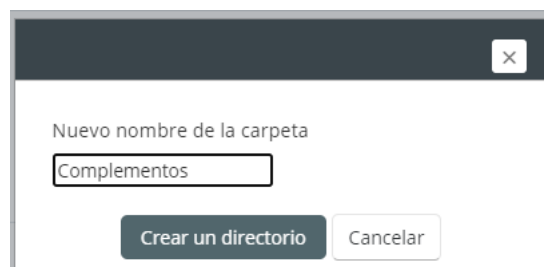 Nuevo nombre de la carpeta
Complementos
Crear un directorio Cancelar